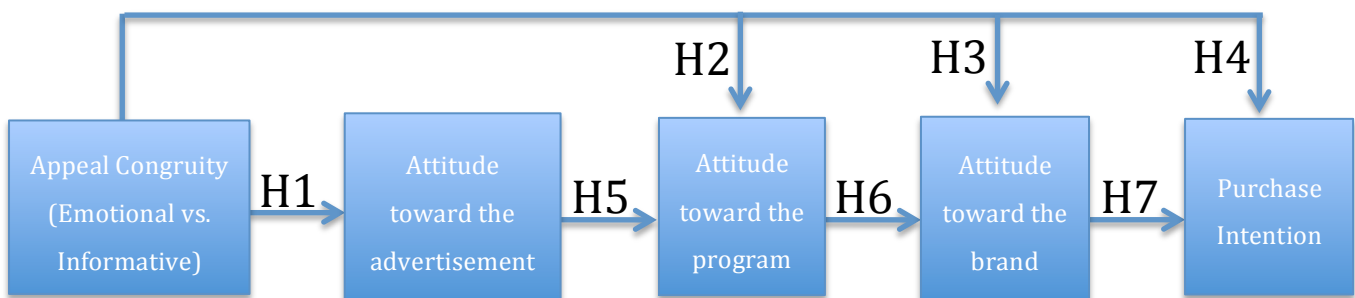 H2
H3
H4
Appeal Congruity
(Emotional vs.
Informative)
H1
Attitude
toward the
advertisement
H5
Attitude
toward the
program
H6
Attitude
toward the
brand
H7
Purchase
Intention